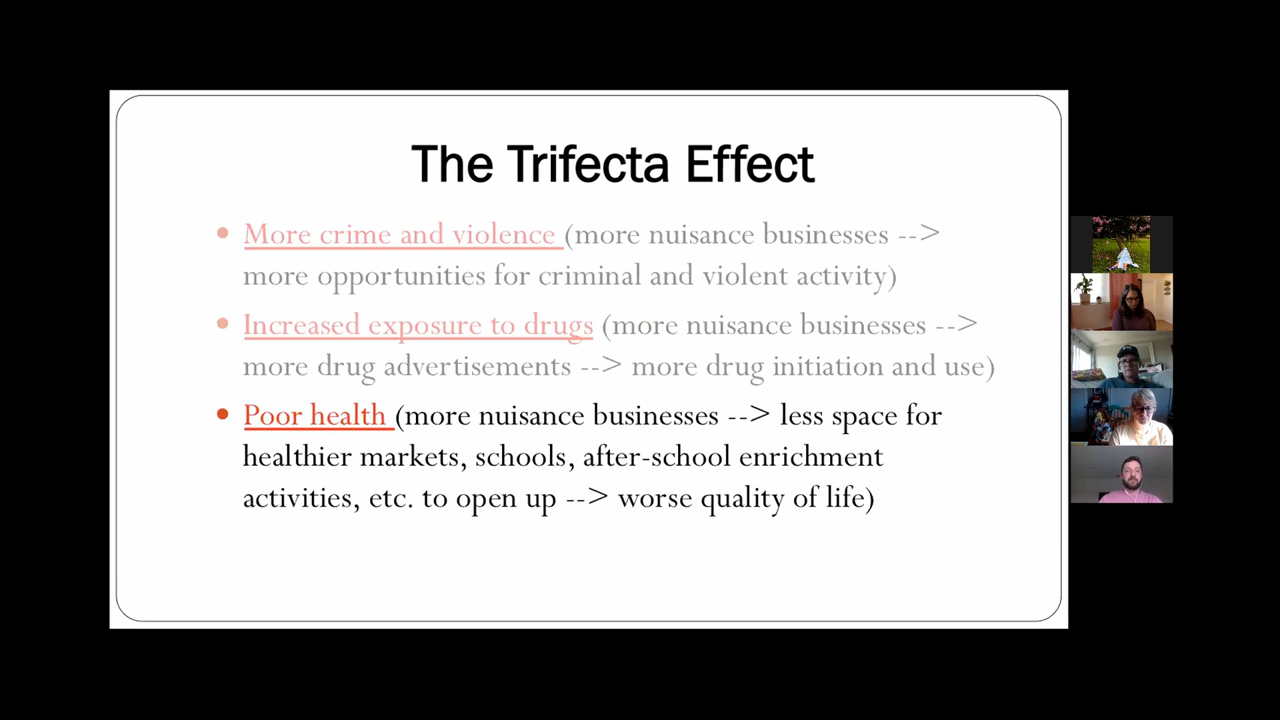 The Trifecta Effect
• More crime and violence (more nuisance businesses -->
more opportunities for criminal and violent activity)
• Increased exposure to drugs (more nuisance businesses -->
more drug advertisements --> more drug initiation and use)
• Poor health (more nuisance businesses --> less space for
healthier markets, schools, after-school enrichment
activities, etc. to open up --> worse quality of life)